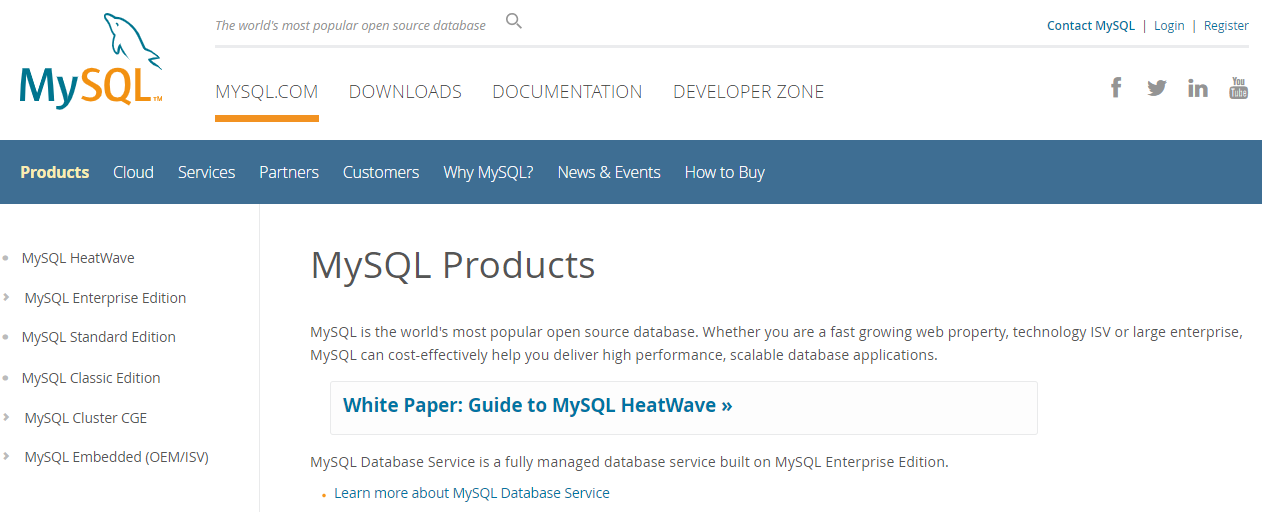 The world's most popular open source database
Contact MySQL | Login | Register
MySQL™
MYSQL.COM DOWNLOADS DOCUMENTATION DEVELOPER ZONE
You Tube
Products Cloud Services Partners Customers Why MySQL? News & Events How to Buy
MySQL HeatWave
MySQL Enterprise Edition
MySQL Standard Edition
MySQL Classic Edition
MySQL Cluster CGE
MySQL Embedded (OEM/ISV)
MySQL Products
MySQL is the world's most popular open source database. Whether you are a fast growing web property, technology ISV or large enterprise,
MySQL can cost-effectively help you deliver high performance, scalable database applications.
White Paper: Guide to MySQL HeatWave »
MySQL Database Service is a fully managed database service built on MySQL Enterprise Edition.
Learn more about MySQL Database Service